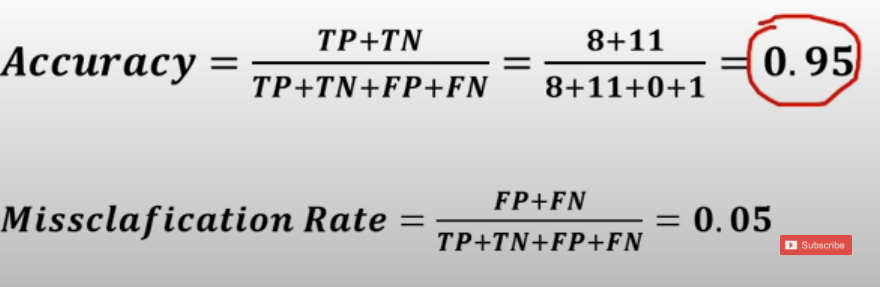 Accuracy = TP+TN / TP+TN+FP+FN = 8+11 / 8+11+0+1 = 0.95
Missclafication Rate = FP+FN / TP+TN+FP+FN = 0.05
Subscribe